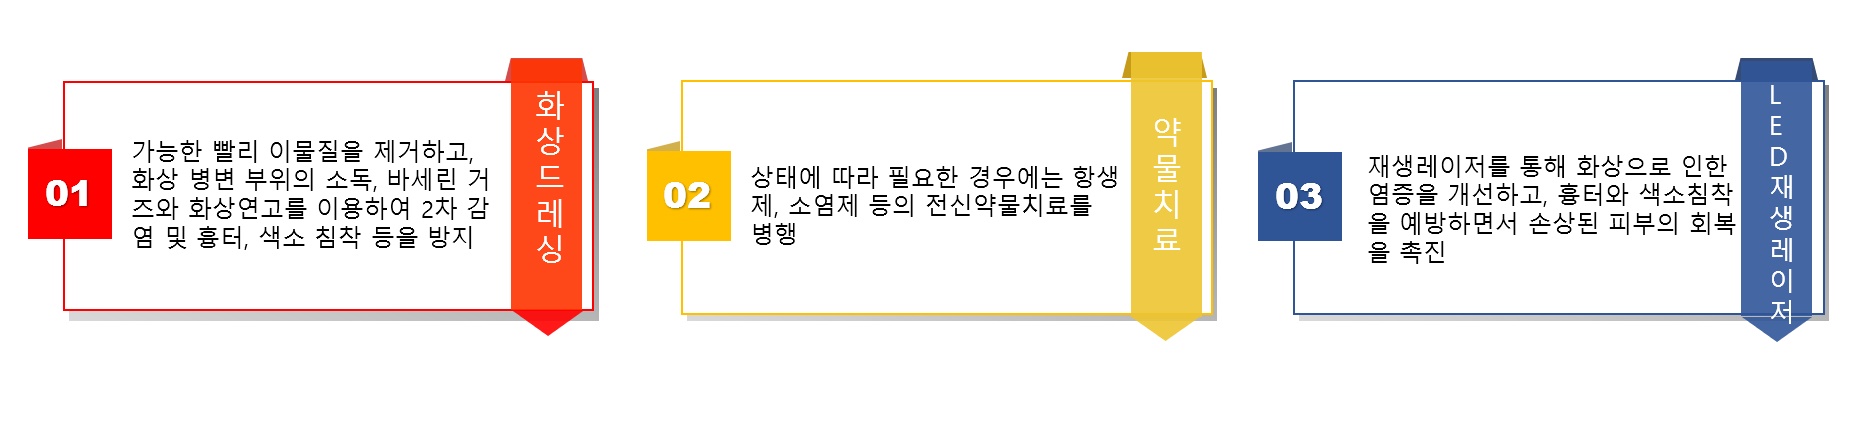 01
가능한 빨리 이물질을 제거하고,
화상 병변 부위의 소독, 바세린 거
즈와 화상연고를 이용하여 2차 감
염 및 흉터, 색소 침착 등을 방지
화상드레싱
02
상태에 따라 필요한 경우에는 항생
제, 소염제 등의 전신약물치료를
병행
약물치료
03
재생레이저를 통해 화상으로 인한
염증을 개선하고, 흉터와 색소침착
을 예방하면서 손상된 피부의 회복
을 촉진
LED재생레이저